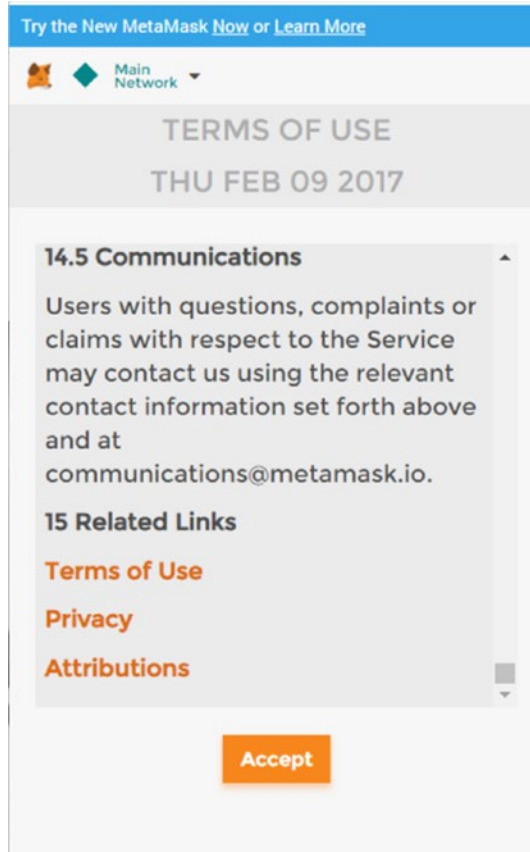 Try the New MetaMask Now or Learn More
Main
Network
TERMS OF USE
THU FEB 09 2017
14.5 Communications
Users with questions, complaints or
claims with respect to the Service
may contact us using the relevant
contact information set forth above
and at
communications@metamask.io.
15 Related Links
Terms of Use
Privacy
Attributions
Accept